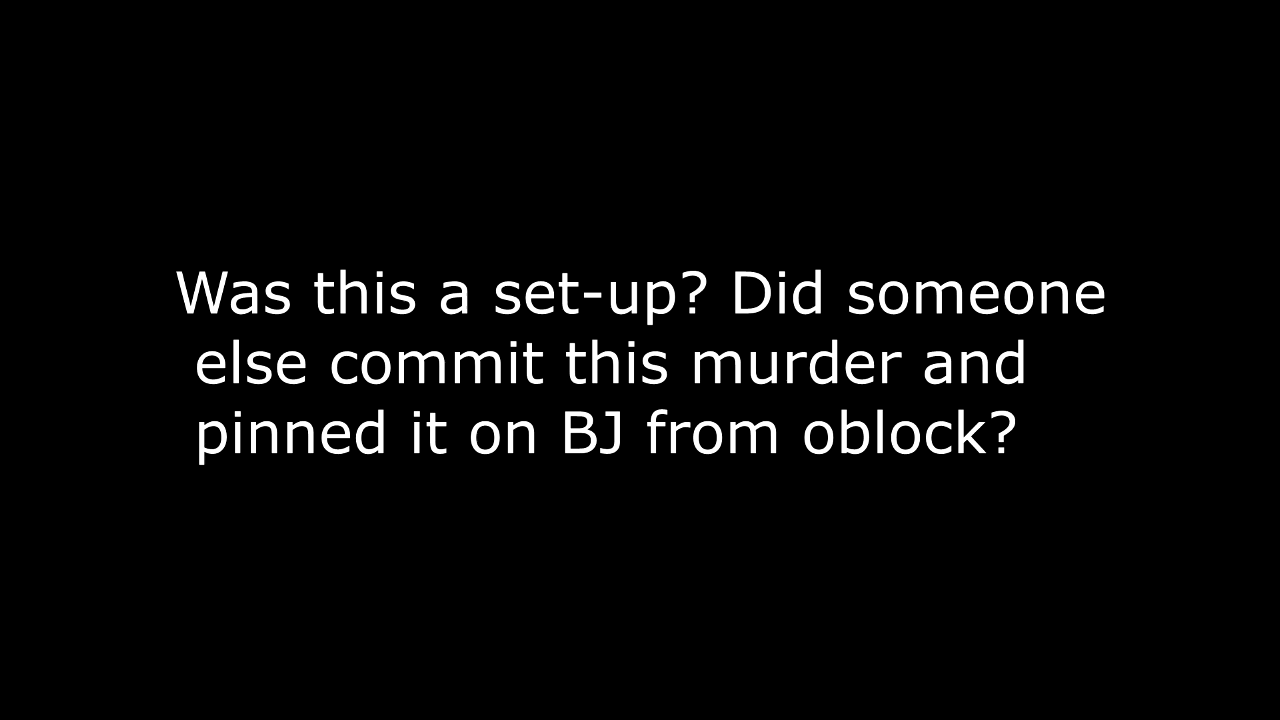 Was this a set-up? Did someone
else commit this murder and
pinned it on BJ from oblock?